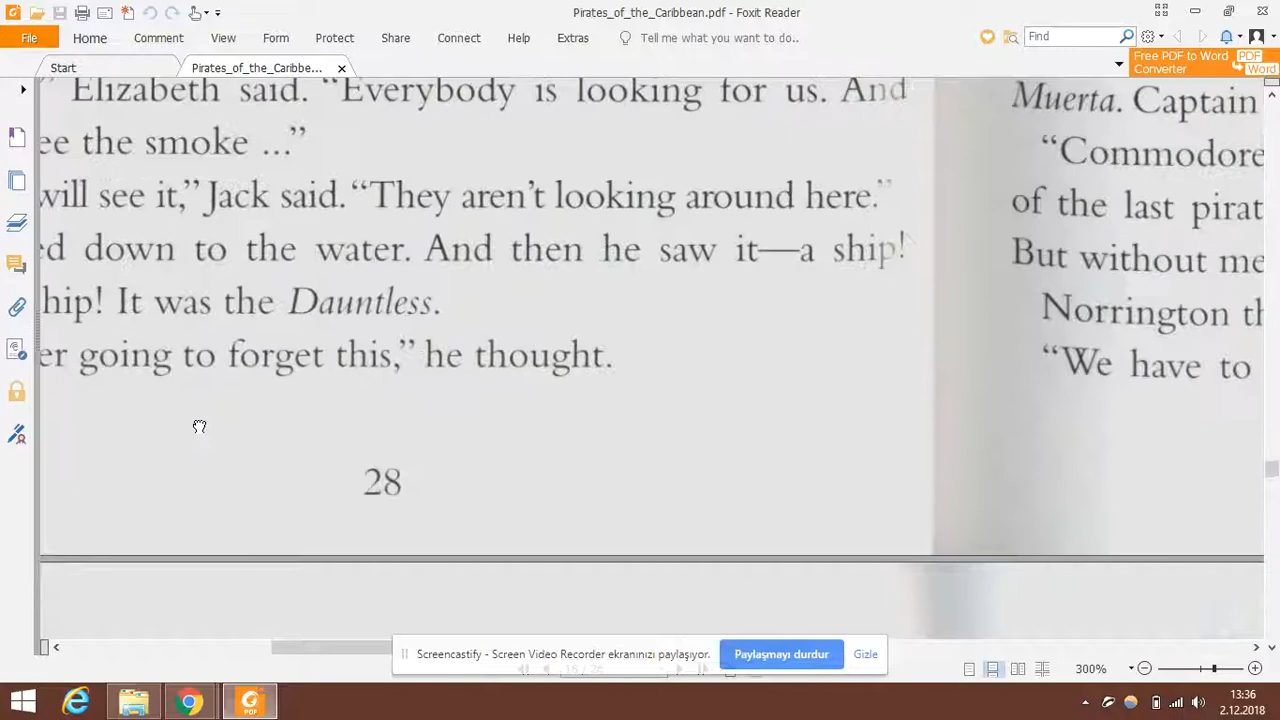 Pirates_of_the_Caribbean.pdf - Foxit Reader
File Home Comment View Form Protect Share Connect Help Extras Tell me what you want to do.. Find
Start Pirates_of_the_Caribbe...
Free PDF to Word Converter
PDF
Word
Elizabeth said. “Everybody is looking for us. And
ee the smoke ...”
will see it,” Jack said. “They aren’t looking around here.”
ed down to the water. And then he saw it—a ship!
hip! It was the Dauntless.
er going to forget this,” he thought.
28
Muerta. Captain
“Commodore
of the last pirat
But without me
Norrington th
“We have to
Screencastify - Screen Video Recorder ekranınızı paylaşıyor. Paylaşmayı durdur Gizle
16 / 26
300%
PDF
13:36
2.12.2018